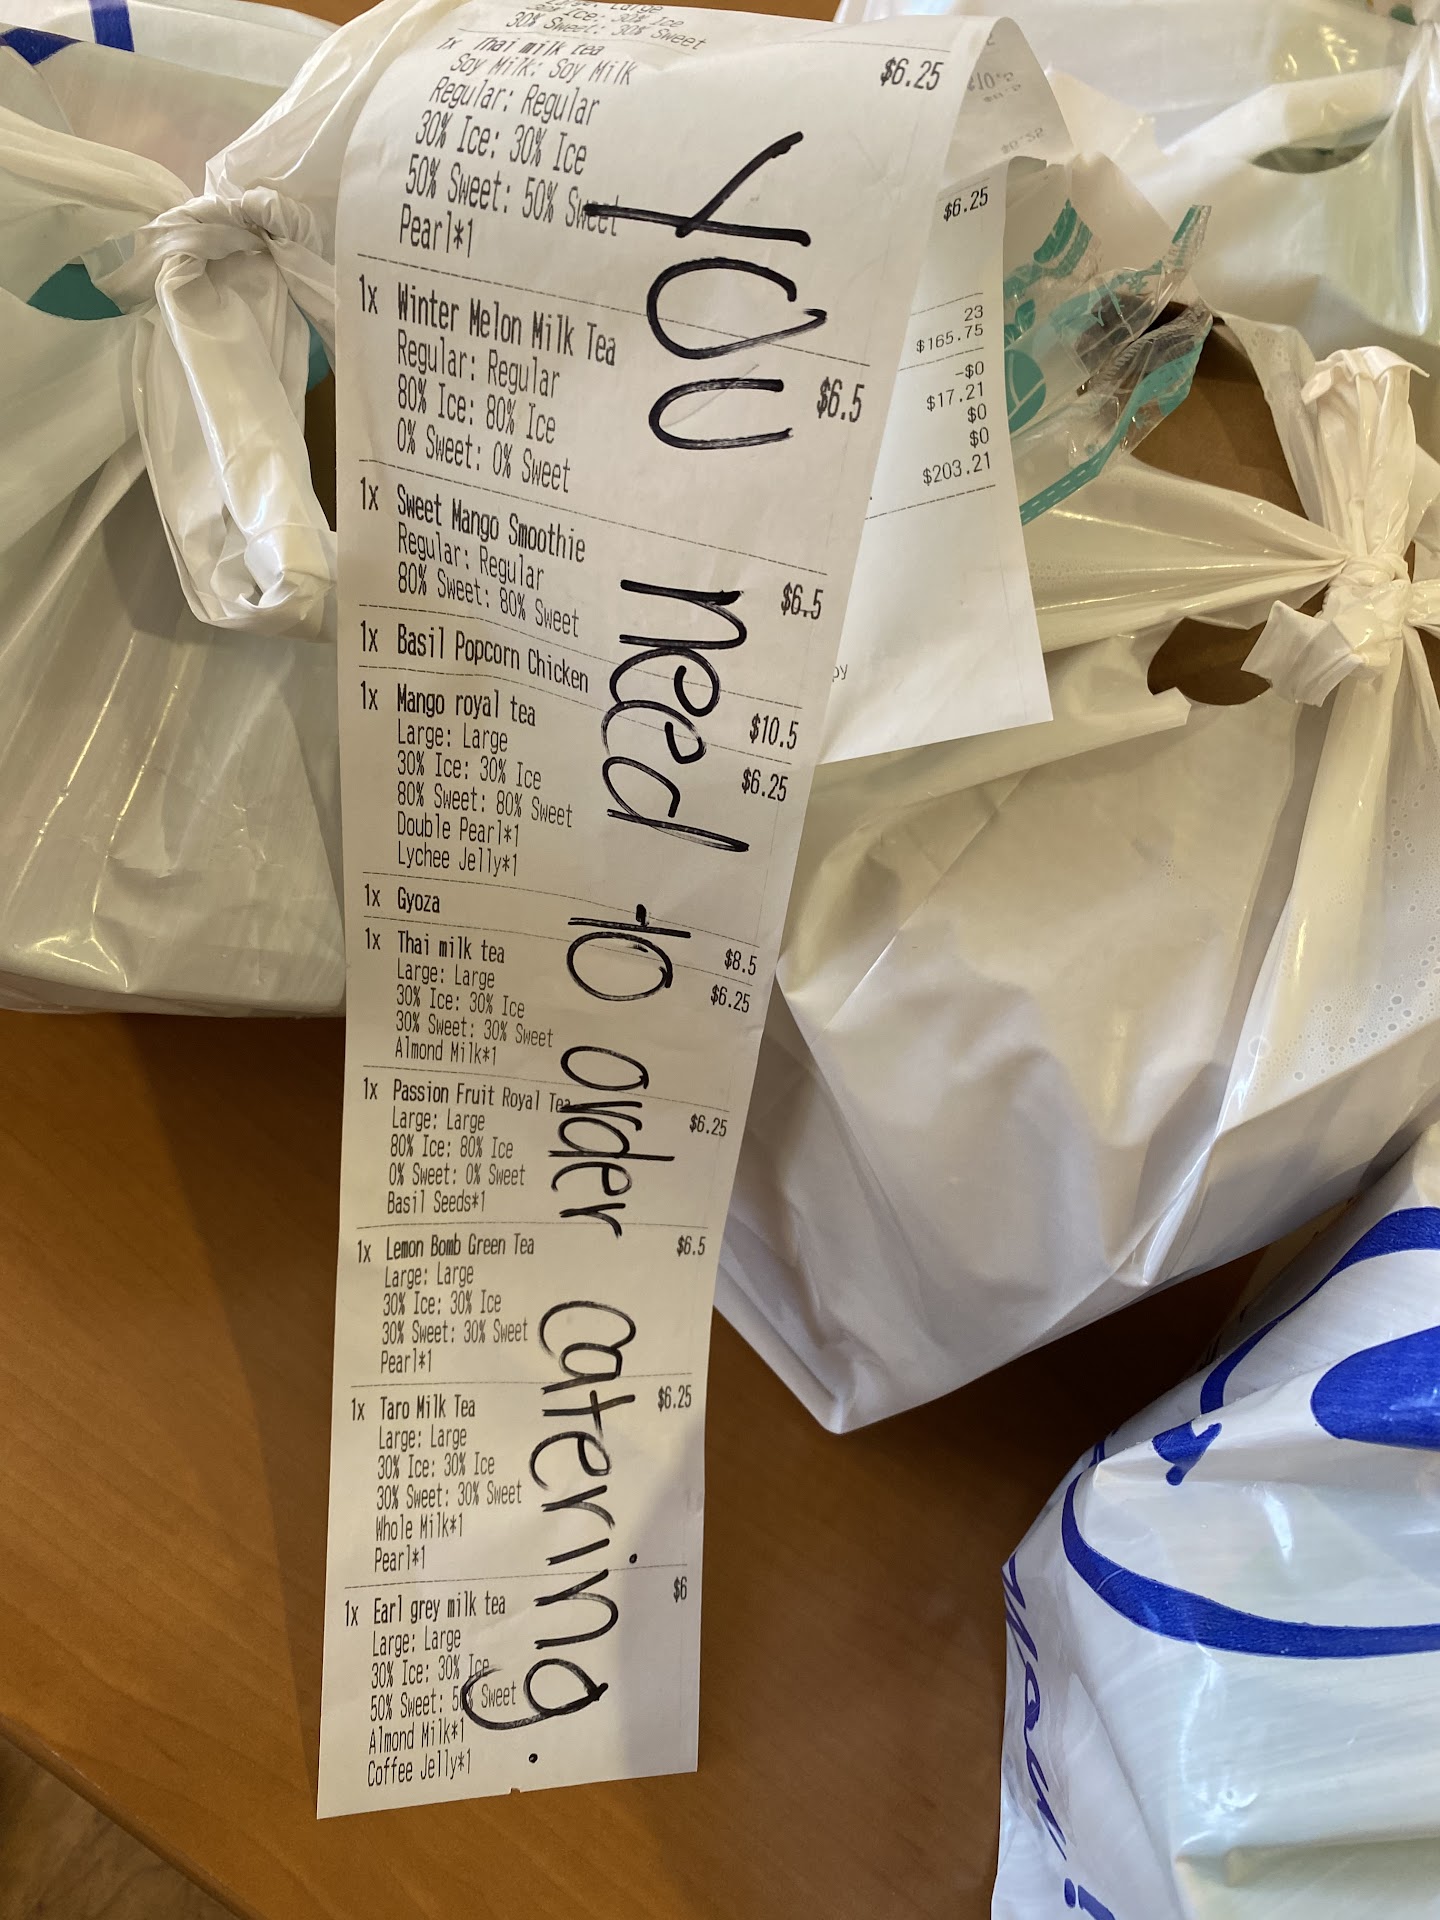 30% Ice: 30% Ice
30% Sweet: 30% Sweet
1x Thai milk tea $6.25
Soy Milk: Soy Milk
Regular: Regular
30% Ice: 30% Ice
50% Sweet: 50% Sweet
Pearl*1
1x Winter Melon Milk Tea $6.5
Regular: Regular
80% Ice: 80% Ice
0% Sweet: 0% Sweet
1x Sweet Mango Smoothie $6.5
Regular: Regular
80% Sweet: 80% Sweet
1x Basil Popcorn Chicken $10.5
1x Mango royal tea $6.25
Large: Large
30% Ice: 30% Ice
80% Sweet: 80% Sweet
Double Pearl*1
Lychee Jelly*1
1x Gyoza $8.5
1x Thai milk tea $6.25
Large: Large
30% Ice: 30% Ice
30% Sweet: 30% Sweet
Almond Milk*1
1x Passion Fruit Royal Tea $6.25
Large: Large
80% Ice: 80% Ice
0% Sweet: 0% Sweet
Basil Seeds*1
1x Lemon Bomb Green Tea $6.5
Large: Large
30% Ice: 30% Ice
30% Sweet: 30% Sweet
Pearl*1
1x Taro Milk Tea $6.25
Large: Large
30% Ice: 30% Ice
30% Sweet: 30% Sweet
Whole Milk*1
Pearl*1
1x Earl grey milk tea $6
Large: Large
30% Ice: 30% Ice
50% Sweet: 50% Sweet
Almond Milk*1
Coffee Jelly*1
You need to order catering.
$6.25
23
$165.75
-$0
$17.21
$0
$0
$203.21